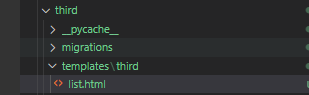 third
__pycache__
migrations
templates\third
<> list.html